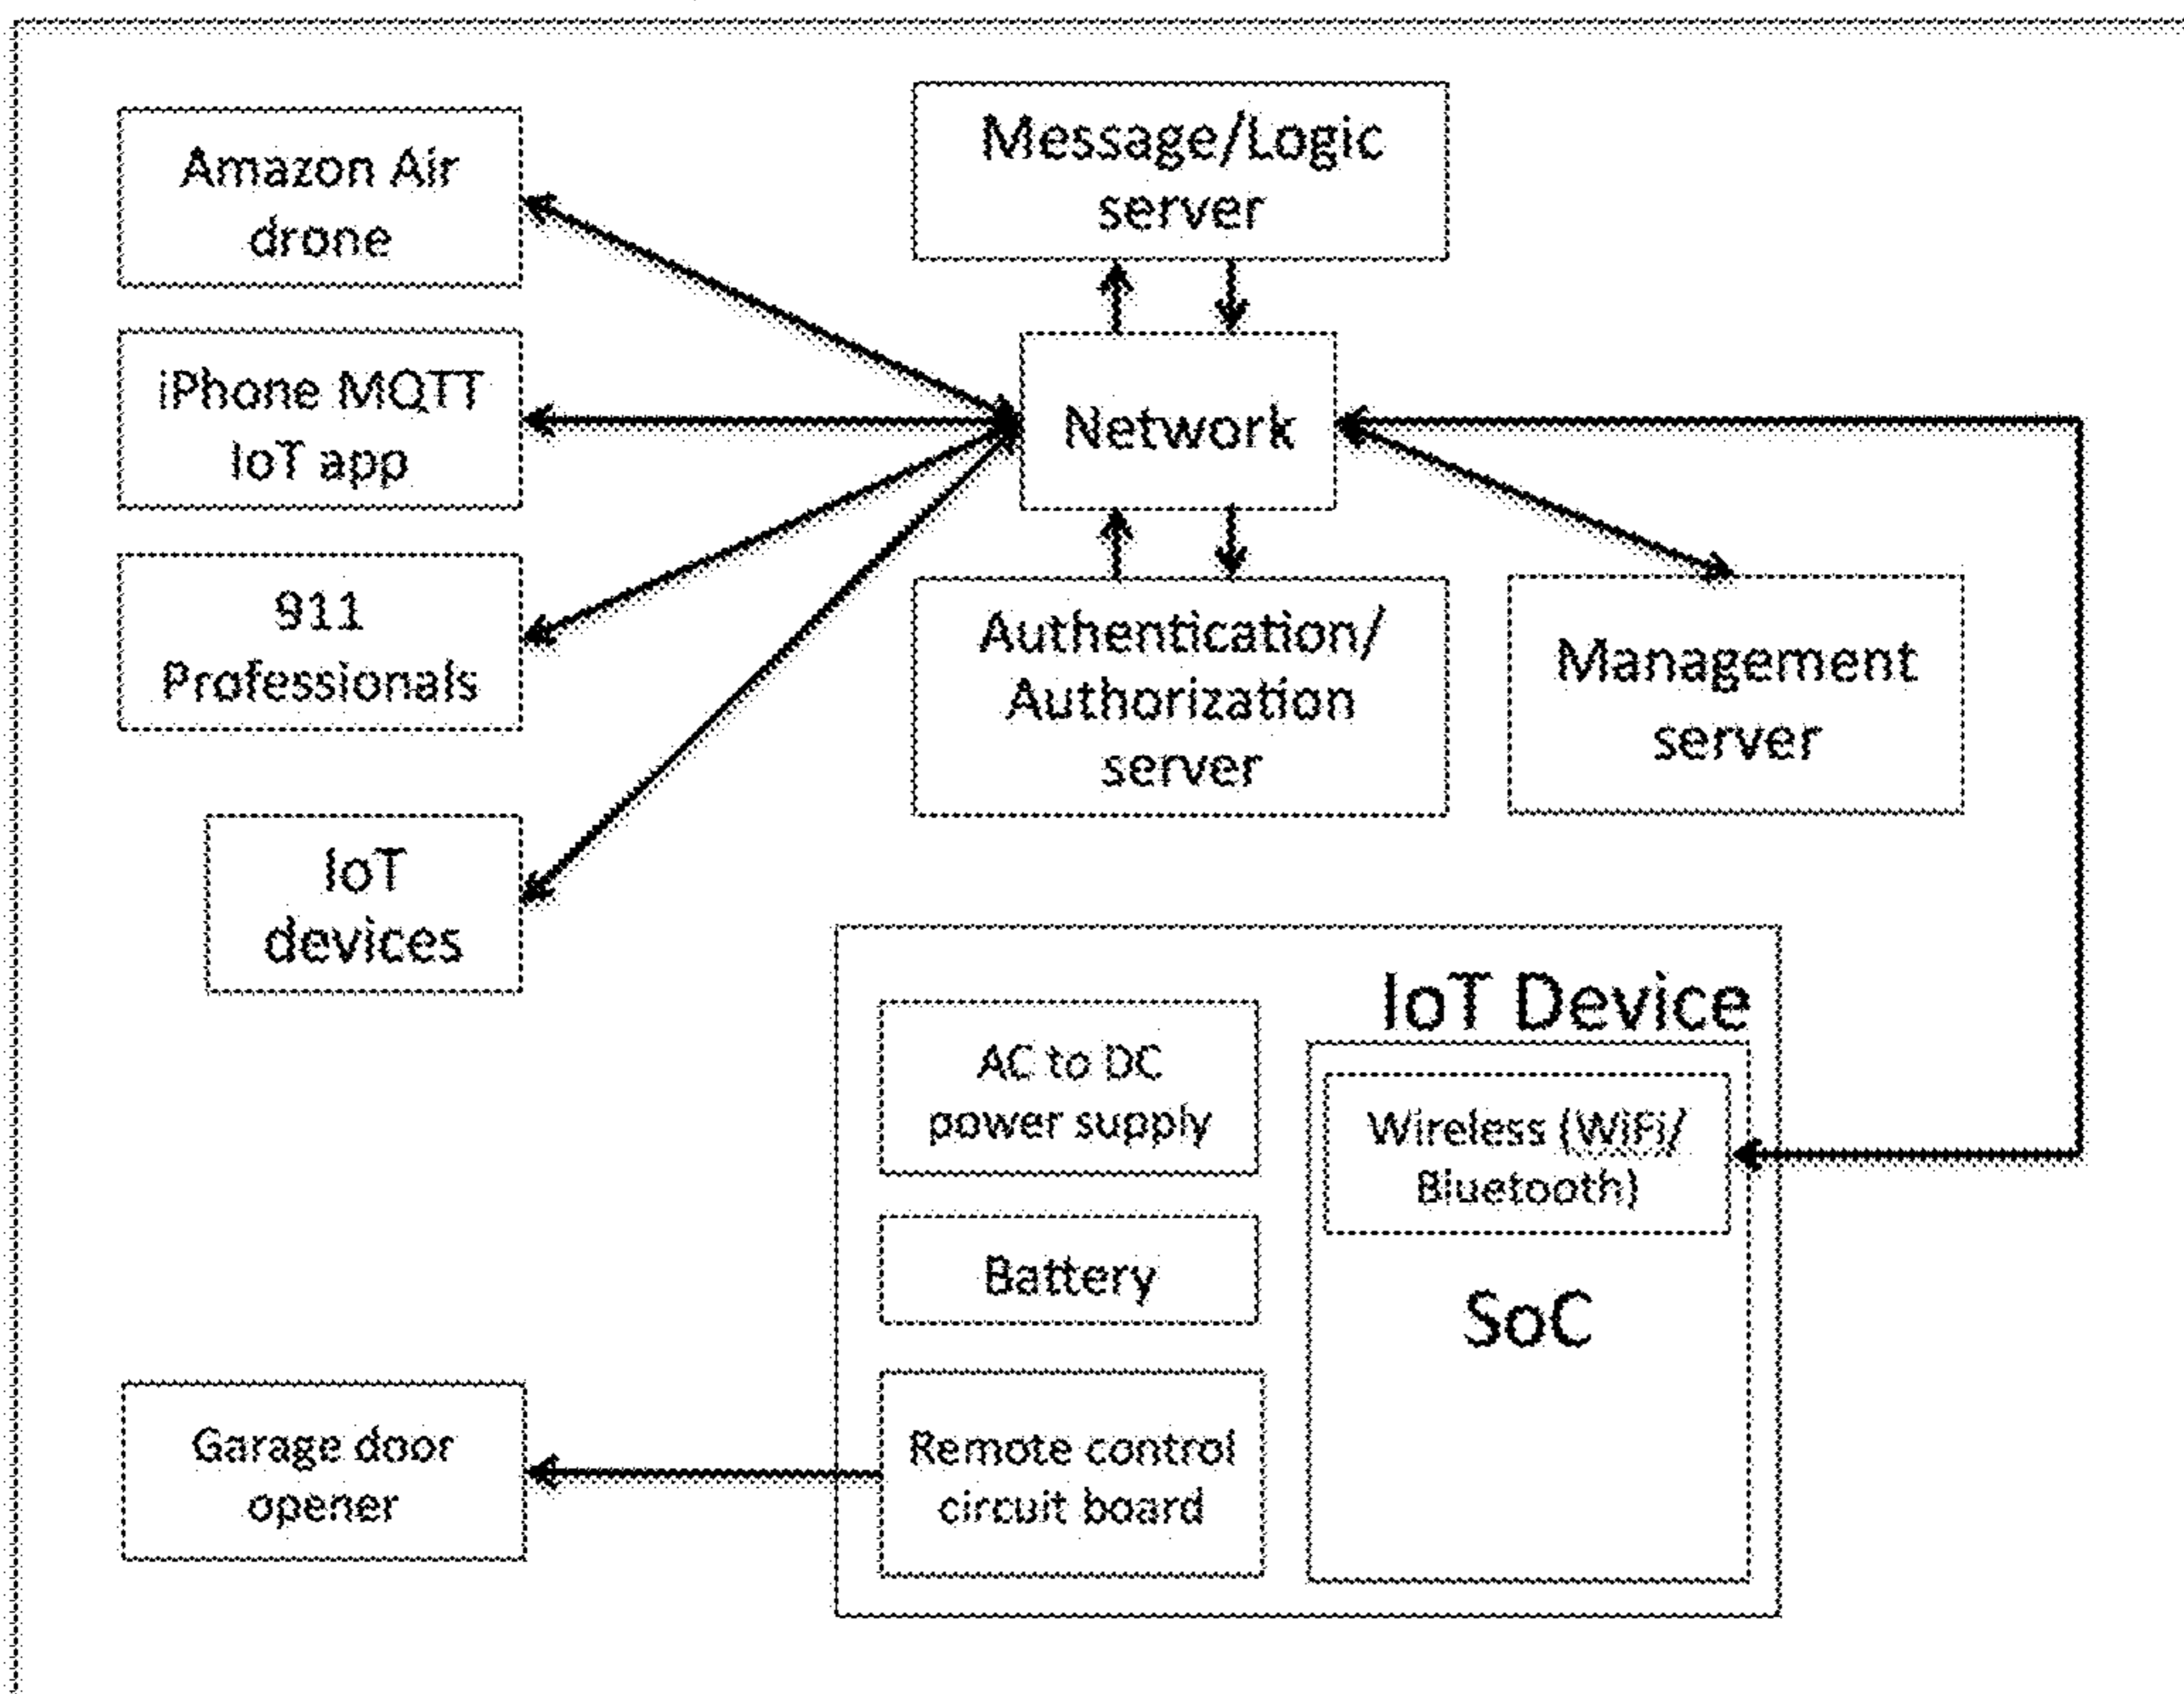 Amazon Air
drone
Message/Logic
server
iPhone MQTT
IoT app
Network
911
Professionals
Authentication/
Authorization
server
Management
server
IoT
devices
IoT Device
AC to DC
power supply
Wireless (WiFi/
Bluetooth)
Battery
SoC
Garage door
opener
Remote control
circuit board